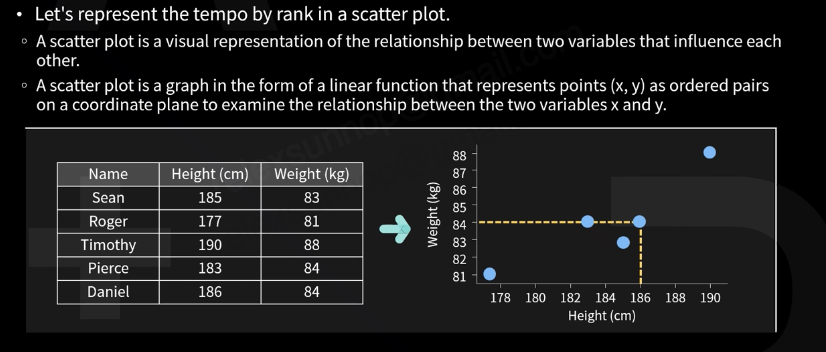 • Let's represent the tempo by rank in a scatter plot.
◦ A scatter plot is a visual representation of the relationship between two variables that influence each
other.
◦ A scatter plot is a graph in the form of a linear function that represents points (x, y) as ordered pairs
on a coordinate plane to examine the relationship between the two variables x and y.
Name Height (cm) Weight (kg)
Sean 185 83
Roger 177 81
Timothy 190 88
Pierce 183 84
Daniel 186 84
Weight (kg)
88
87
86
85
84
83
82
81
178 180 182 184 186 188 190
Height (cm)